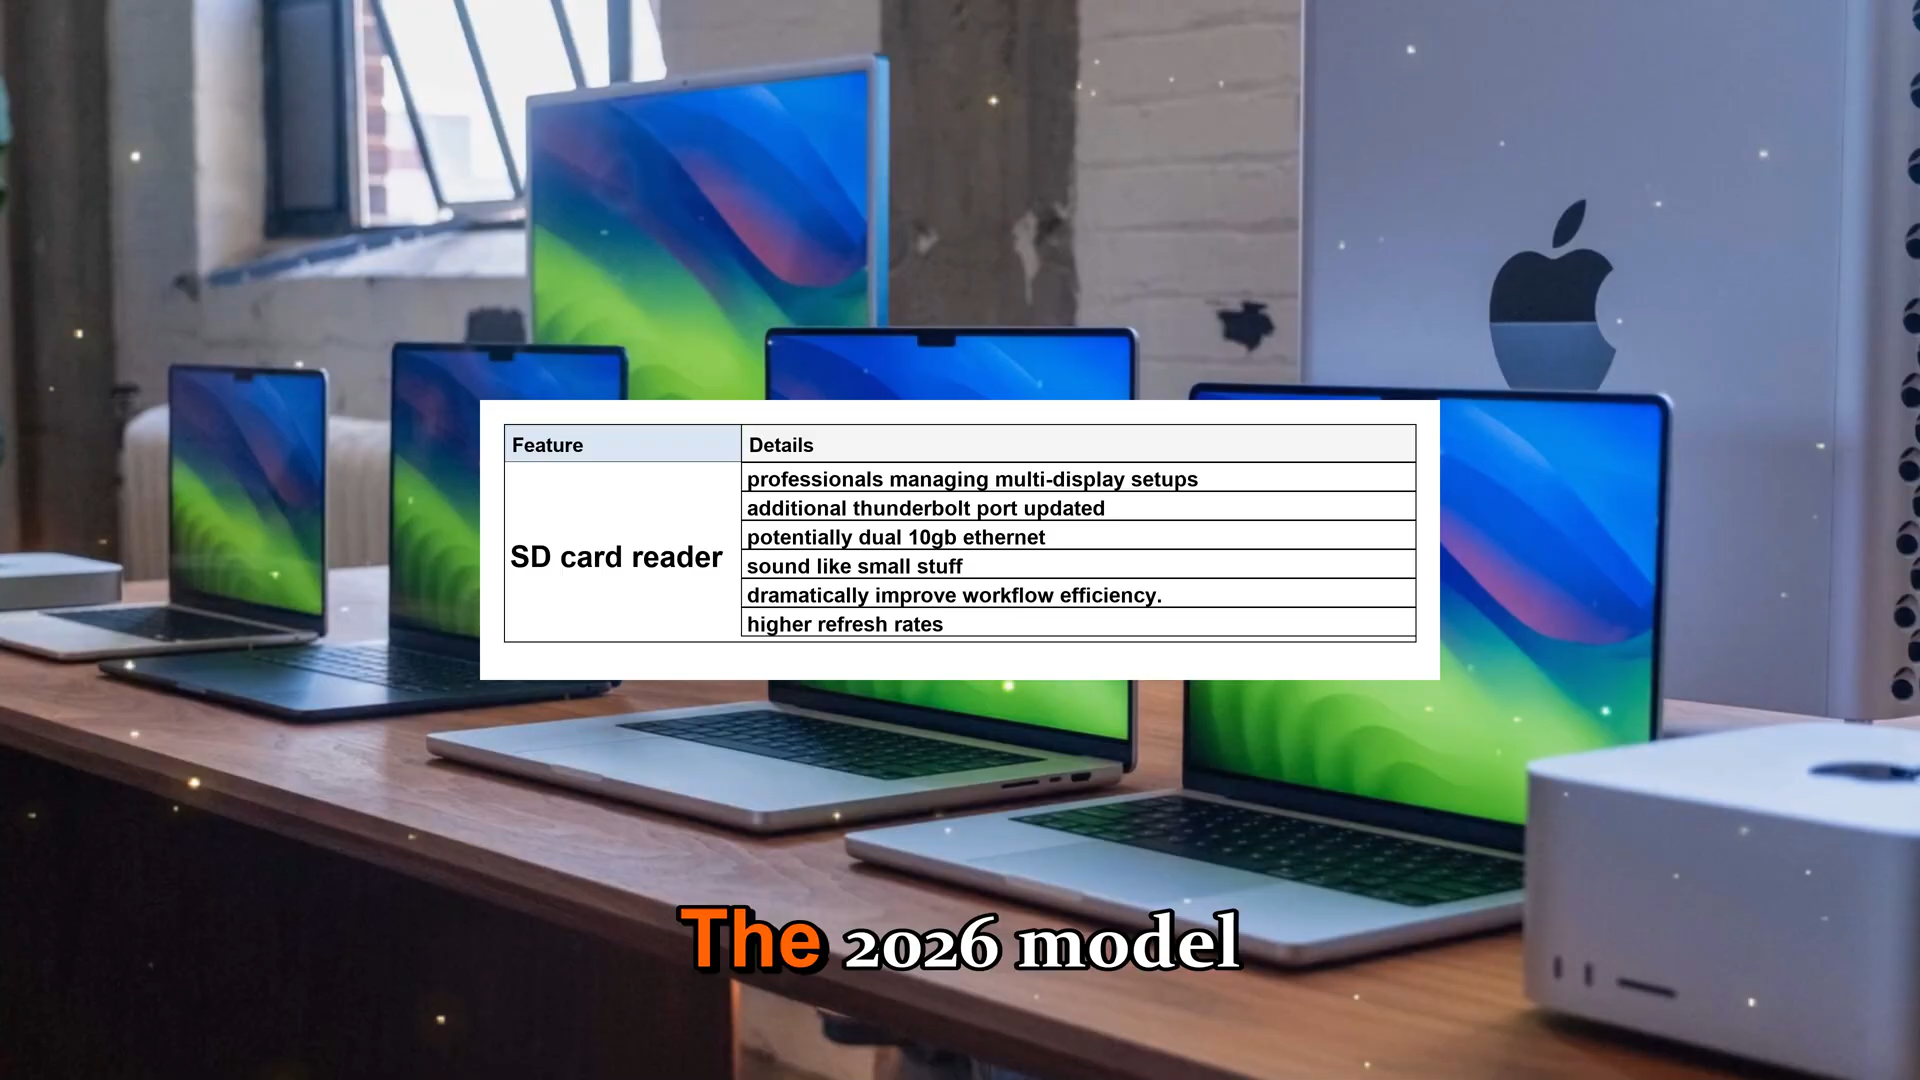 Feature
Details
SD card reader
professionals managing multi-display setups
additional thunderbolt port updated
potentially dual 10gb ethernet
sound like small stuff
dramatically improve workflow efficiency.
higher refresh rates
The 2026 model